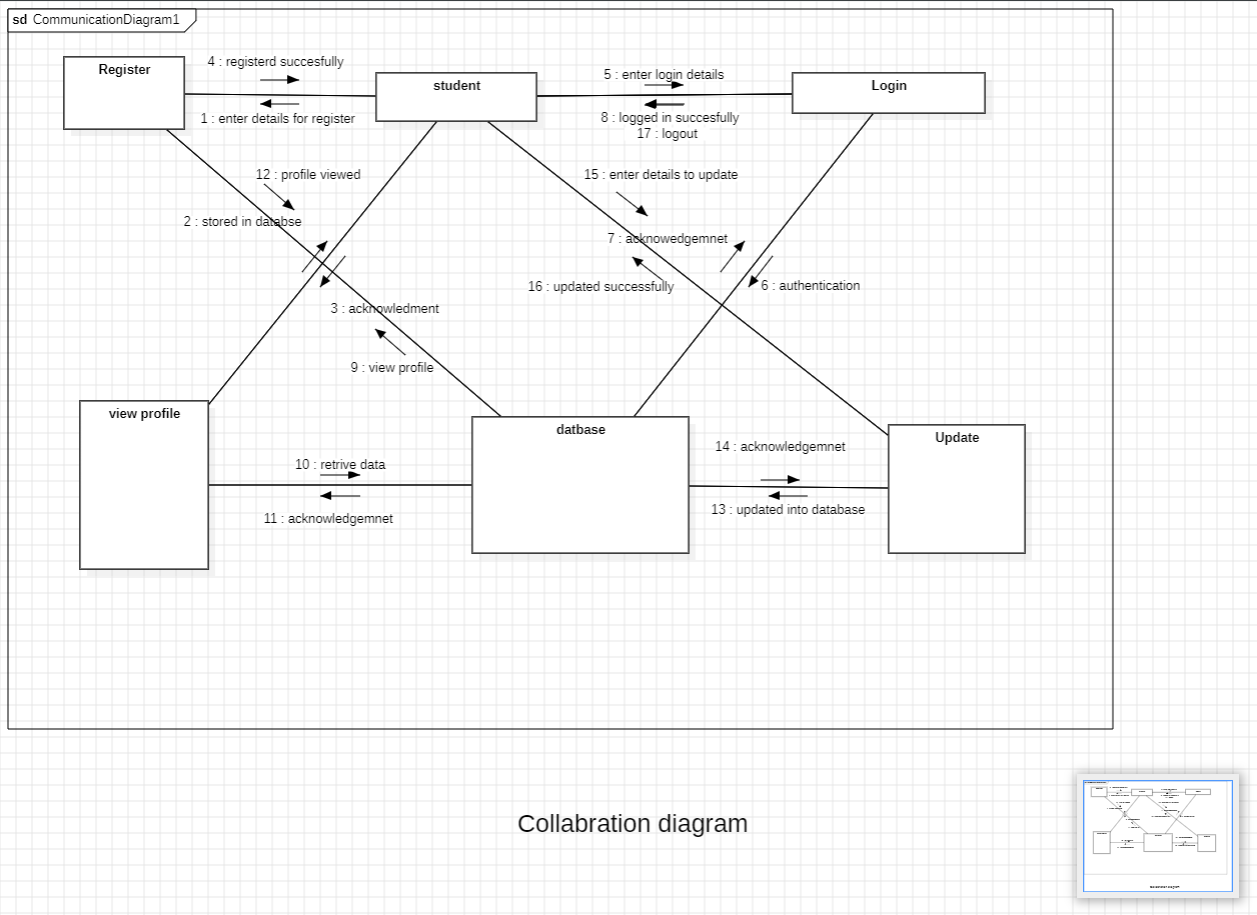 sd CommunicationDiagram1
Register
4 : registerd succesfully
student
5 : enter login details
Login
1 : enter details for register
8 : logged in succesfully
17 : logout
12 : profile viewed
15 : enter details to update
2 : stored in databse
7 : acknowedgemnet
16 : updated successfully
6 : authentication
3 : acknowledment
9 : view profile
view profile
datbase
Update
14 : acknowledgemnet
10 : retrive data
13 : updated into database
11 : acknowledgemnet
Collabration diagram